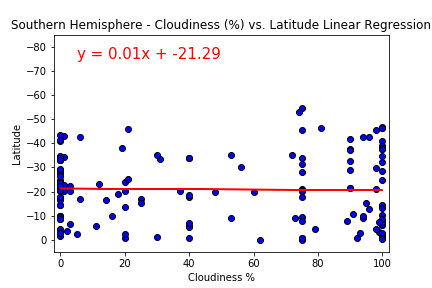 Southern Hemisphere - Cloudiness (%) vs. Latitude Linear Regression
y = 0.01x + -21.29
Latitude
−80
−70
−60
−50
−40
−30
−20
−10
0
0 20 40 60 80 100
Cloudiness %